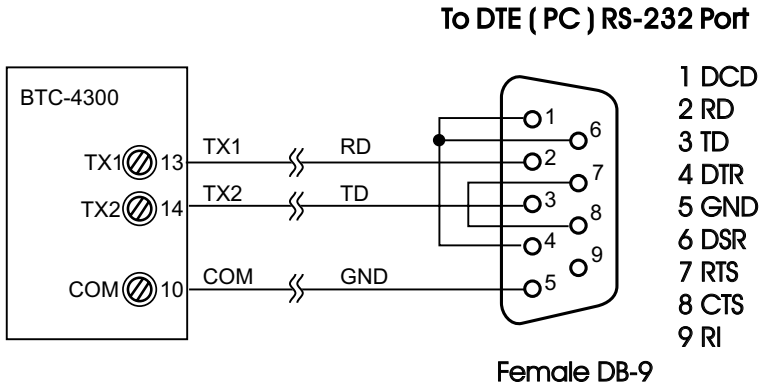 To DTE ( PC ) RS-232 Port
BTC-4300
TX1 13 TX1 RD
TX2 14 TX2 TD
COM 10 COM GND
1
6
2
7
3
8
4
9
5
1 DCD
2 RD
3 TD
4 DTR
5 GND
6 DSR
7 RTS
8 CTS
9 RI
Female DB-9